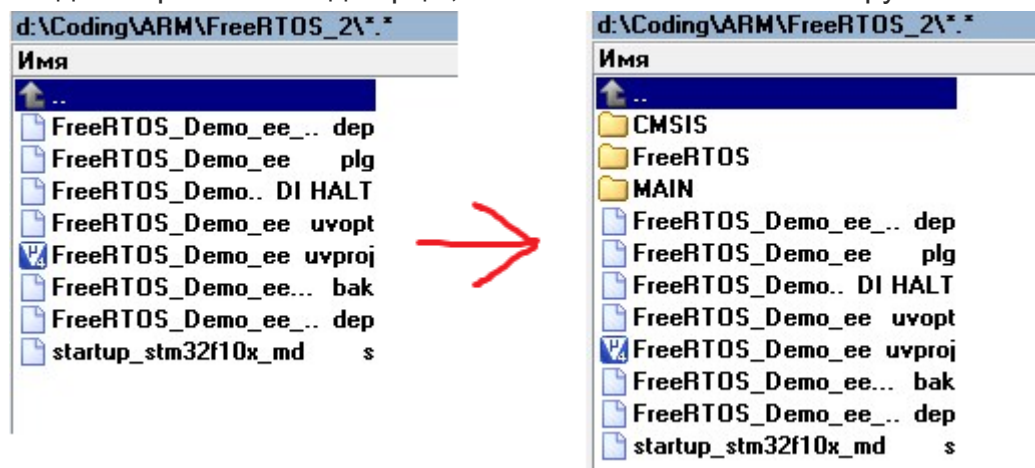 d:\Coding\ARM\FreeRTOS_2\*.*
Имя
..
FreeRTOS_Demo_ee_.. dep
FreeRTOS_Demo_ee plg
FreeRTOS_Demo.. DI HALT
FreeRTOS_Demo_ee uvopt
FreeRTOS_Demo_ee uvproj
FreeRTOS_Demo_ee... bak
FreeRTOS_Demo_ee_.. dep
startup_stm32f10x_md s
d:\Coding\ARM\FreeRTOS_2\*.*
Имя
..
CMSIS
FreeRTOS
MAIN
FreeRTOS_Demo_ee_.. dep
FreeRTOS_Demo_ee plg
FreeRTOS_Demo.. DI HALT
FreeRTOS_Demo_ee uvopt
FreeRTOS_Demo_ee uvproj
FreeRTOS_Demo_ee... bak
FreeRTOS_Demo_ee_.. dep
startup_stm32f10x_md s